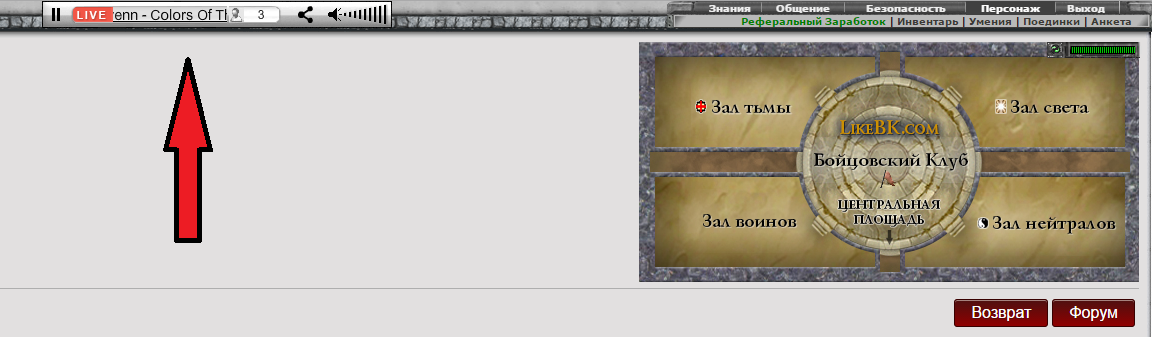 LIVE enn - Colors Of Tl 3
Знания Общение Безопасность Персонаж Выход
Реферальный Заработок | Инвентарь | Умения | Поединки | Анкета
Зал тьмы
Зал света
LikeBK.com
Бойцовский Клуб
ЦЕНТРАЛЬНАЯ
ПЛОЩАДЬ
Зал воинов
Зал нейтралов
Возврат Форум